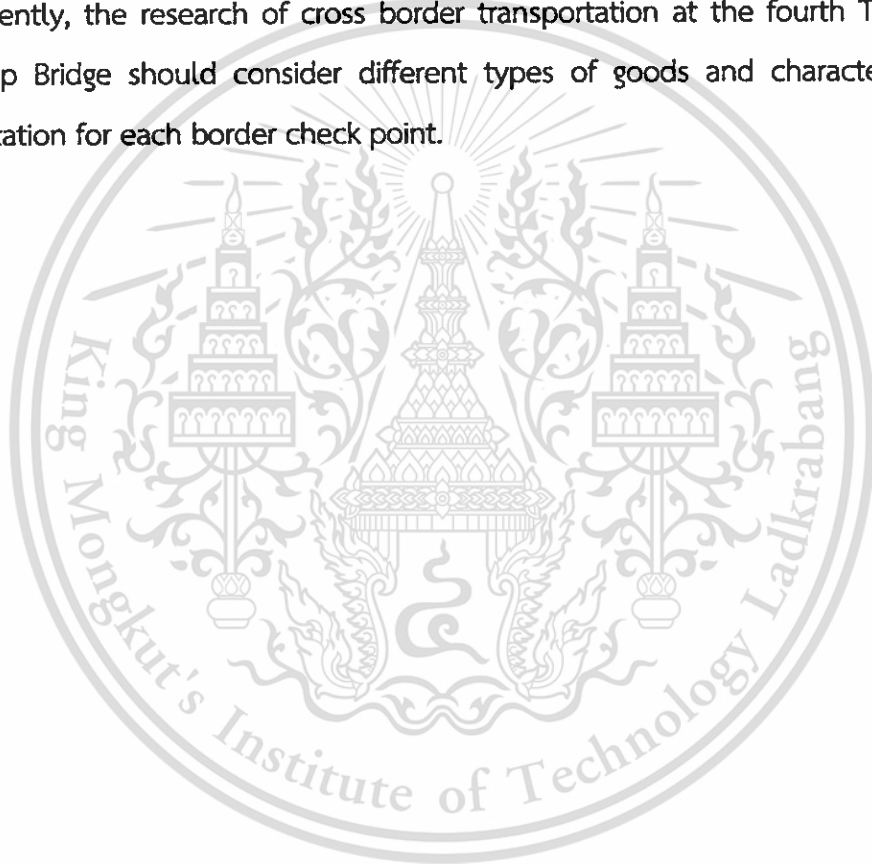 ently, the research of cross border transportation at the fourth T
p Bridge should consider different types of goods and characte
tation for each border check point.
King Mongkut's Institute of Technology Ladkrabang